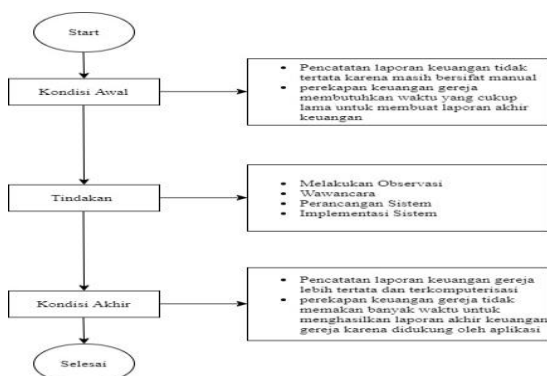 Start
Kondisi Awal
• Pencatatan laporan keuangan tidak
tertata karena masih bersifat manual
• perekapan keuangan gereja
membutuhkan waktu yang cukup
lama untuk membuat laporan akhir
keuangan
Tindakan
• Melakukan Observasi
• Wawancara
• Perancangan Sistem
• Implementasi Sistem
Kondisi Akhir
• Pencatatan laporan keuangan gereja
lebih tertata dan terkomputerisasi
• perekapan keuangan gereja tidak
memakan banyak waktu untuk
menghasilkan laporan akhir keuangan
gereja karena didukung oleh aplikasi
Selesai